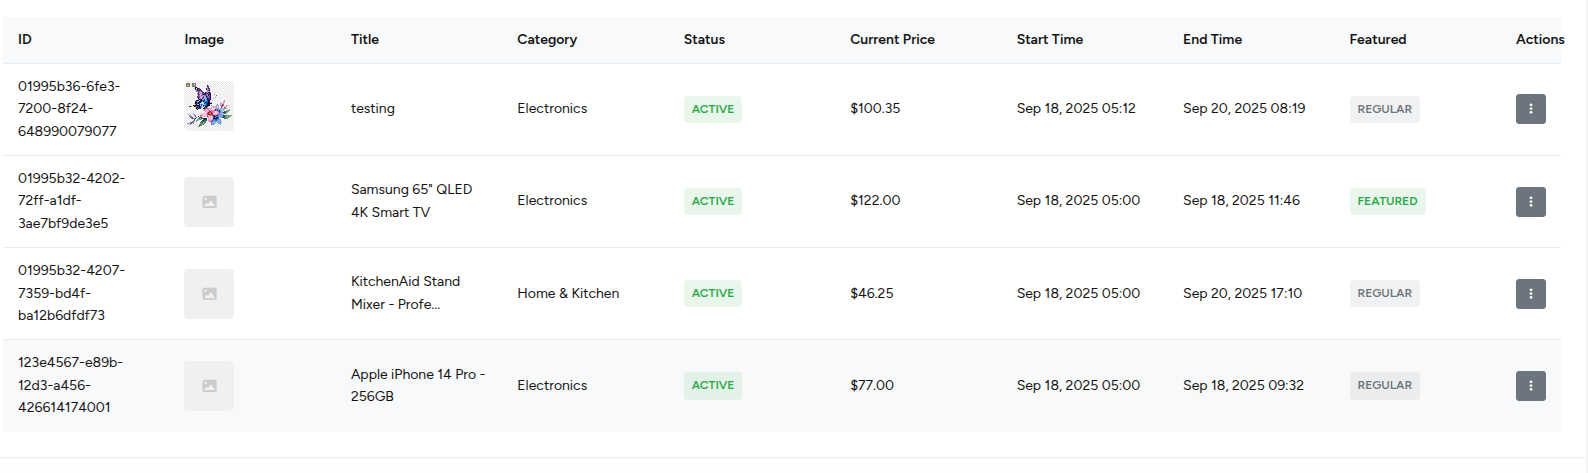 ID Image Title Category Status Current Price Start Time End Time Featured Actions
01995b36-6fe3-
7200-8f24-
648990079077
testing Electronics ACTIVE $100.35 Sep 18, 2025 05:12 Sep 20, 2025 08:19 REGULAR
01995b32-4202-
72ff-a1df-
3ae7bf9de3e5
Samsung 65" QLED
4K Smart TV
Electronics ACTIVE $122.00 Sep 18, 2025 05:00 Sep 18, 2025 11:46 FEATURED
01995b32-4207-
7359-bd4f-
ba12b6dfdf73
KitchenAid Stand
Mixer - Profe...
Home & Kitchen ACTIVE $46.25 Sep 18, 2025 05:00 Sep 20, 2025 17:10 REGULAR
123e4567-e89b-
12d3-a456-
426614174001
Apple iPhone 14 Pro -
256GB
Electronics ACTIVE $77.00 Sep 18, 2025 05:00 Sep 18, 2025 09:32 REGULAR